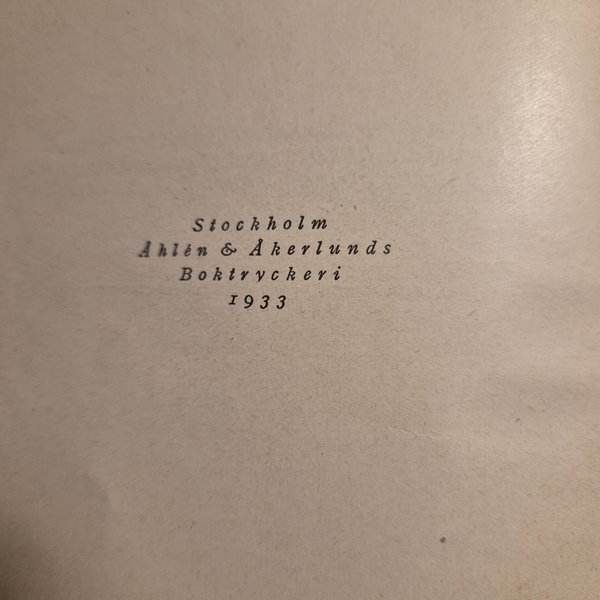 Stockholm
Åhlén & Åkerlunds
Boktryckeri
1933